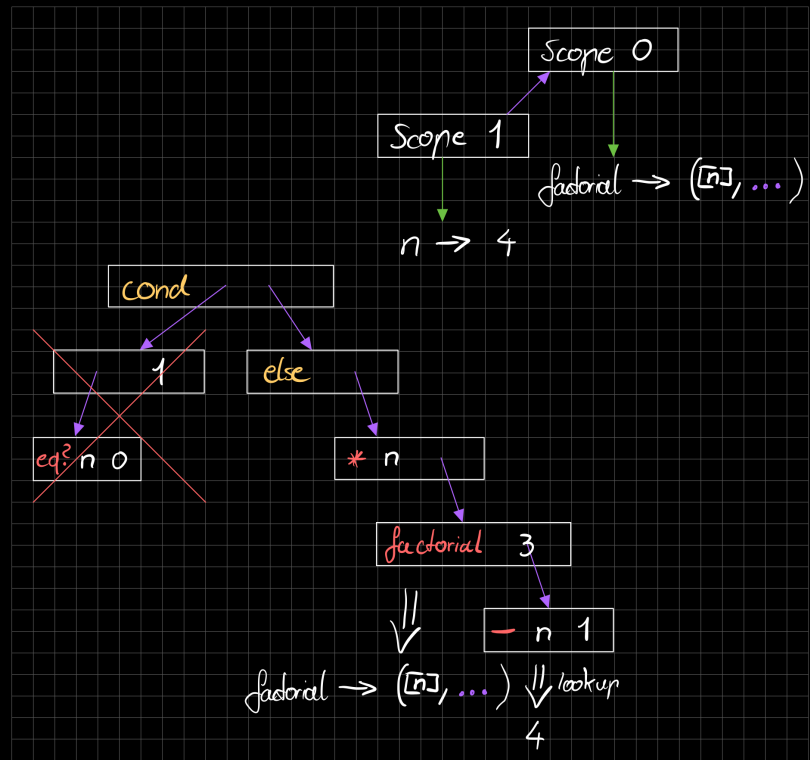 Scope 0
Scope 1
factorial → ([n], ...)
n → 4
cond
1
else
eq? n 0
* n
factorial 3
- n 1
factorial → ([n], ...)
lookup
4